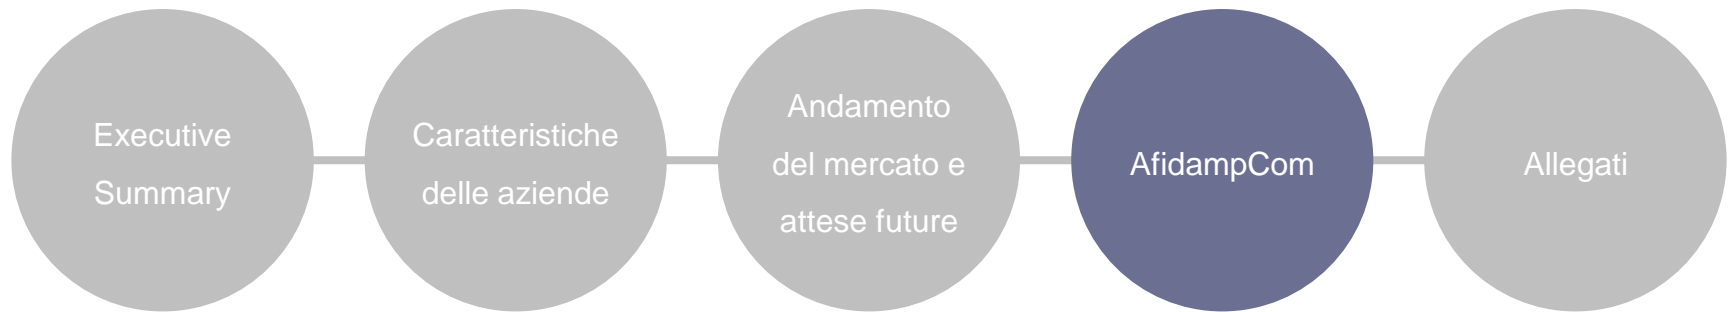 Executive
Summary
Caratteristiche
delle aziende
Andamento
del mercato e
attese future
AfidampCom
Allegati